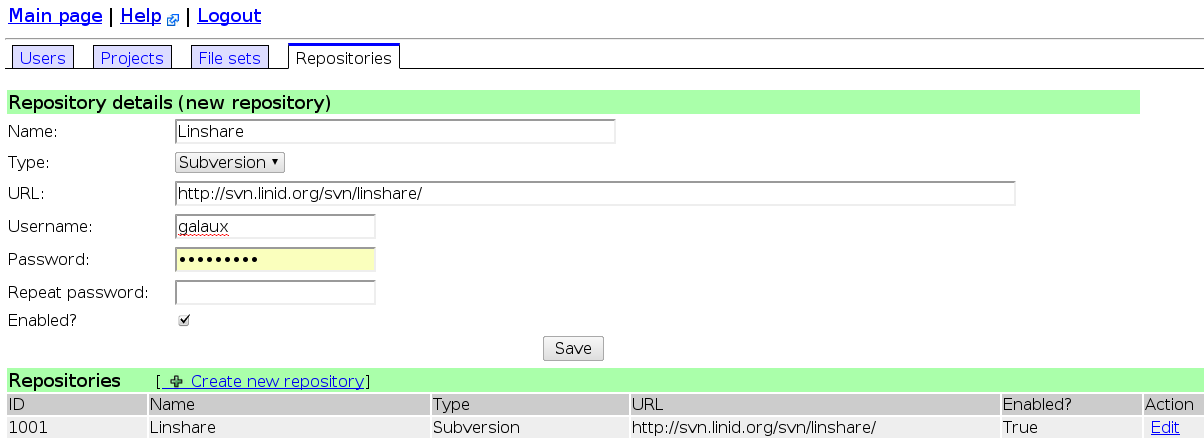 Main page | Help | Logout
Users Projects File sets Repositories
Repository details (new repository)
Name: Linshare
Type: Subversion
URL: http://svn.linid.org/svn/linshare/
Username: galaux
Password: •••••••••
Repeat password:
Enabled?
Save
Repositories [ Create new repository]
ID Name Type URL Enabled? Action
1001 Linshare Subversion http://svn.linid.org/svn/linshare/ True Edit